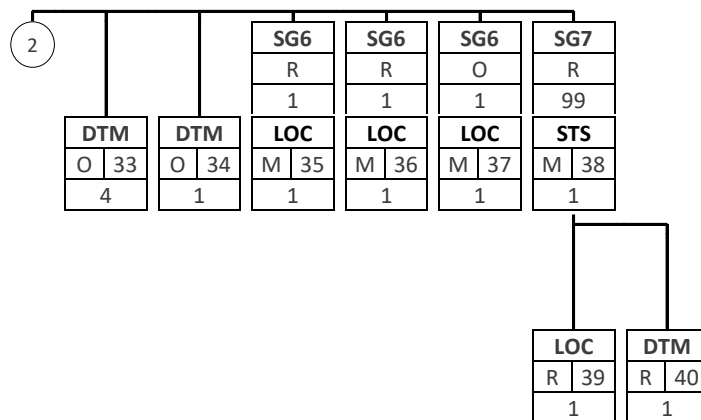 2
SG6 SG6 SG6 SG7
R R O R
1 1 1 99
DTM DTM LOC LOC LOC STS
O 33 O 34 M 35 M 36 M 37 M 38
4 1 1 1 1 1
LOC DTM
R 39 R 40
1 1